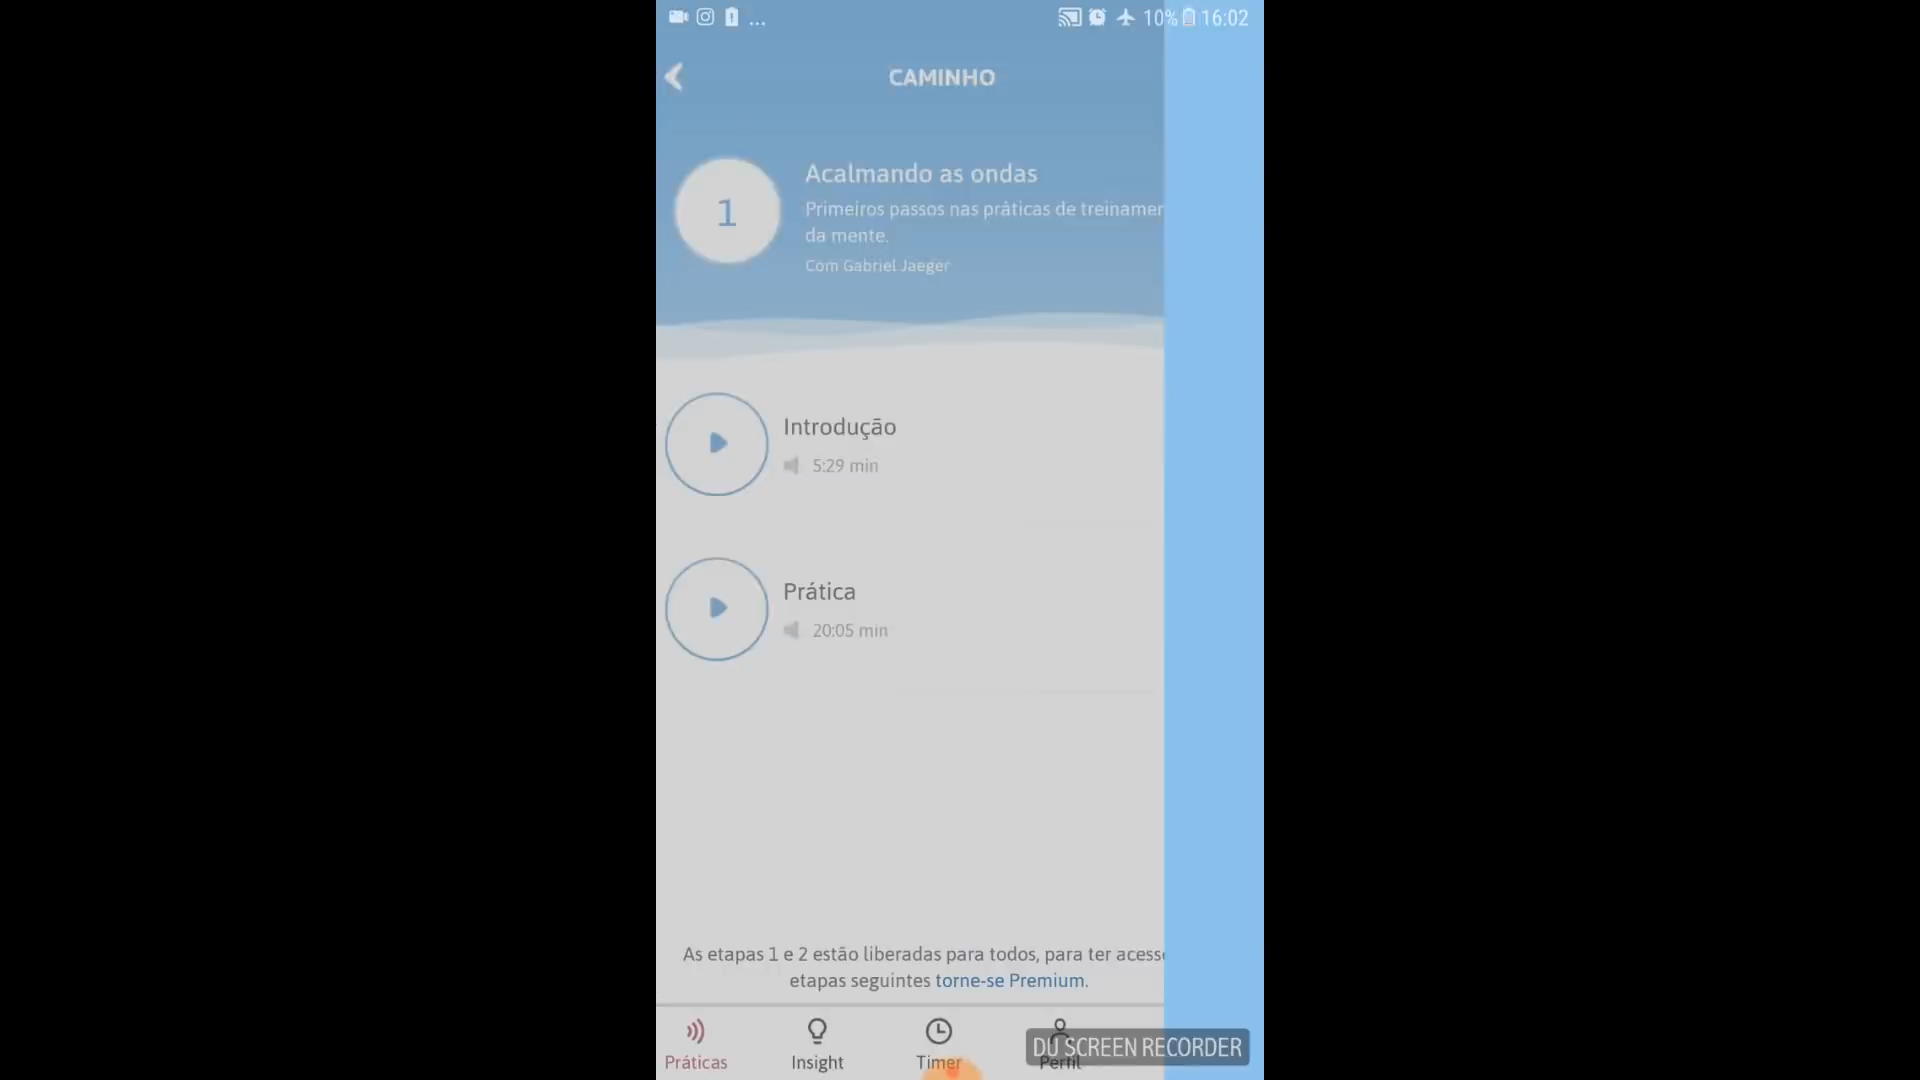 ... 10% 16:02
CAMINHO
1
Acalmando as ondas
Primeiros passos nas práticas de
da mente.
Com Gabriel Jaeger
Introdução
5:29 min
Prática
20:05 min
As etapas 1 e 2 estão liberadas para todos, para ter
etapas seguintes torne-se Premium.
Práticas
Insight
Timer
Perfil
DU SCREEN RECORDER